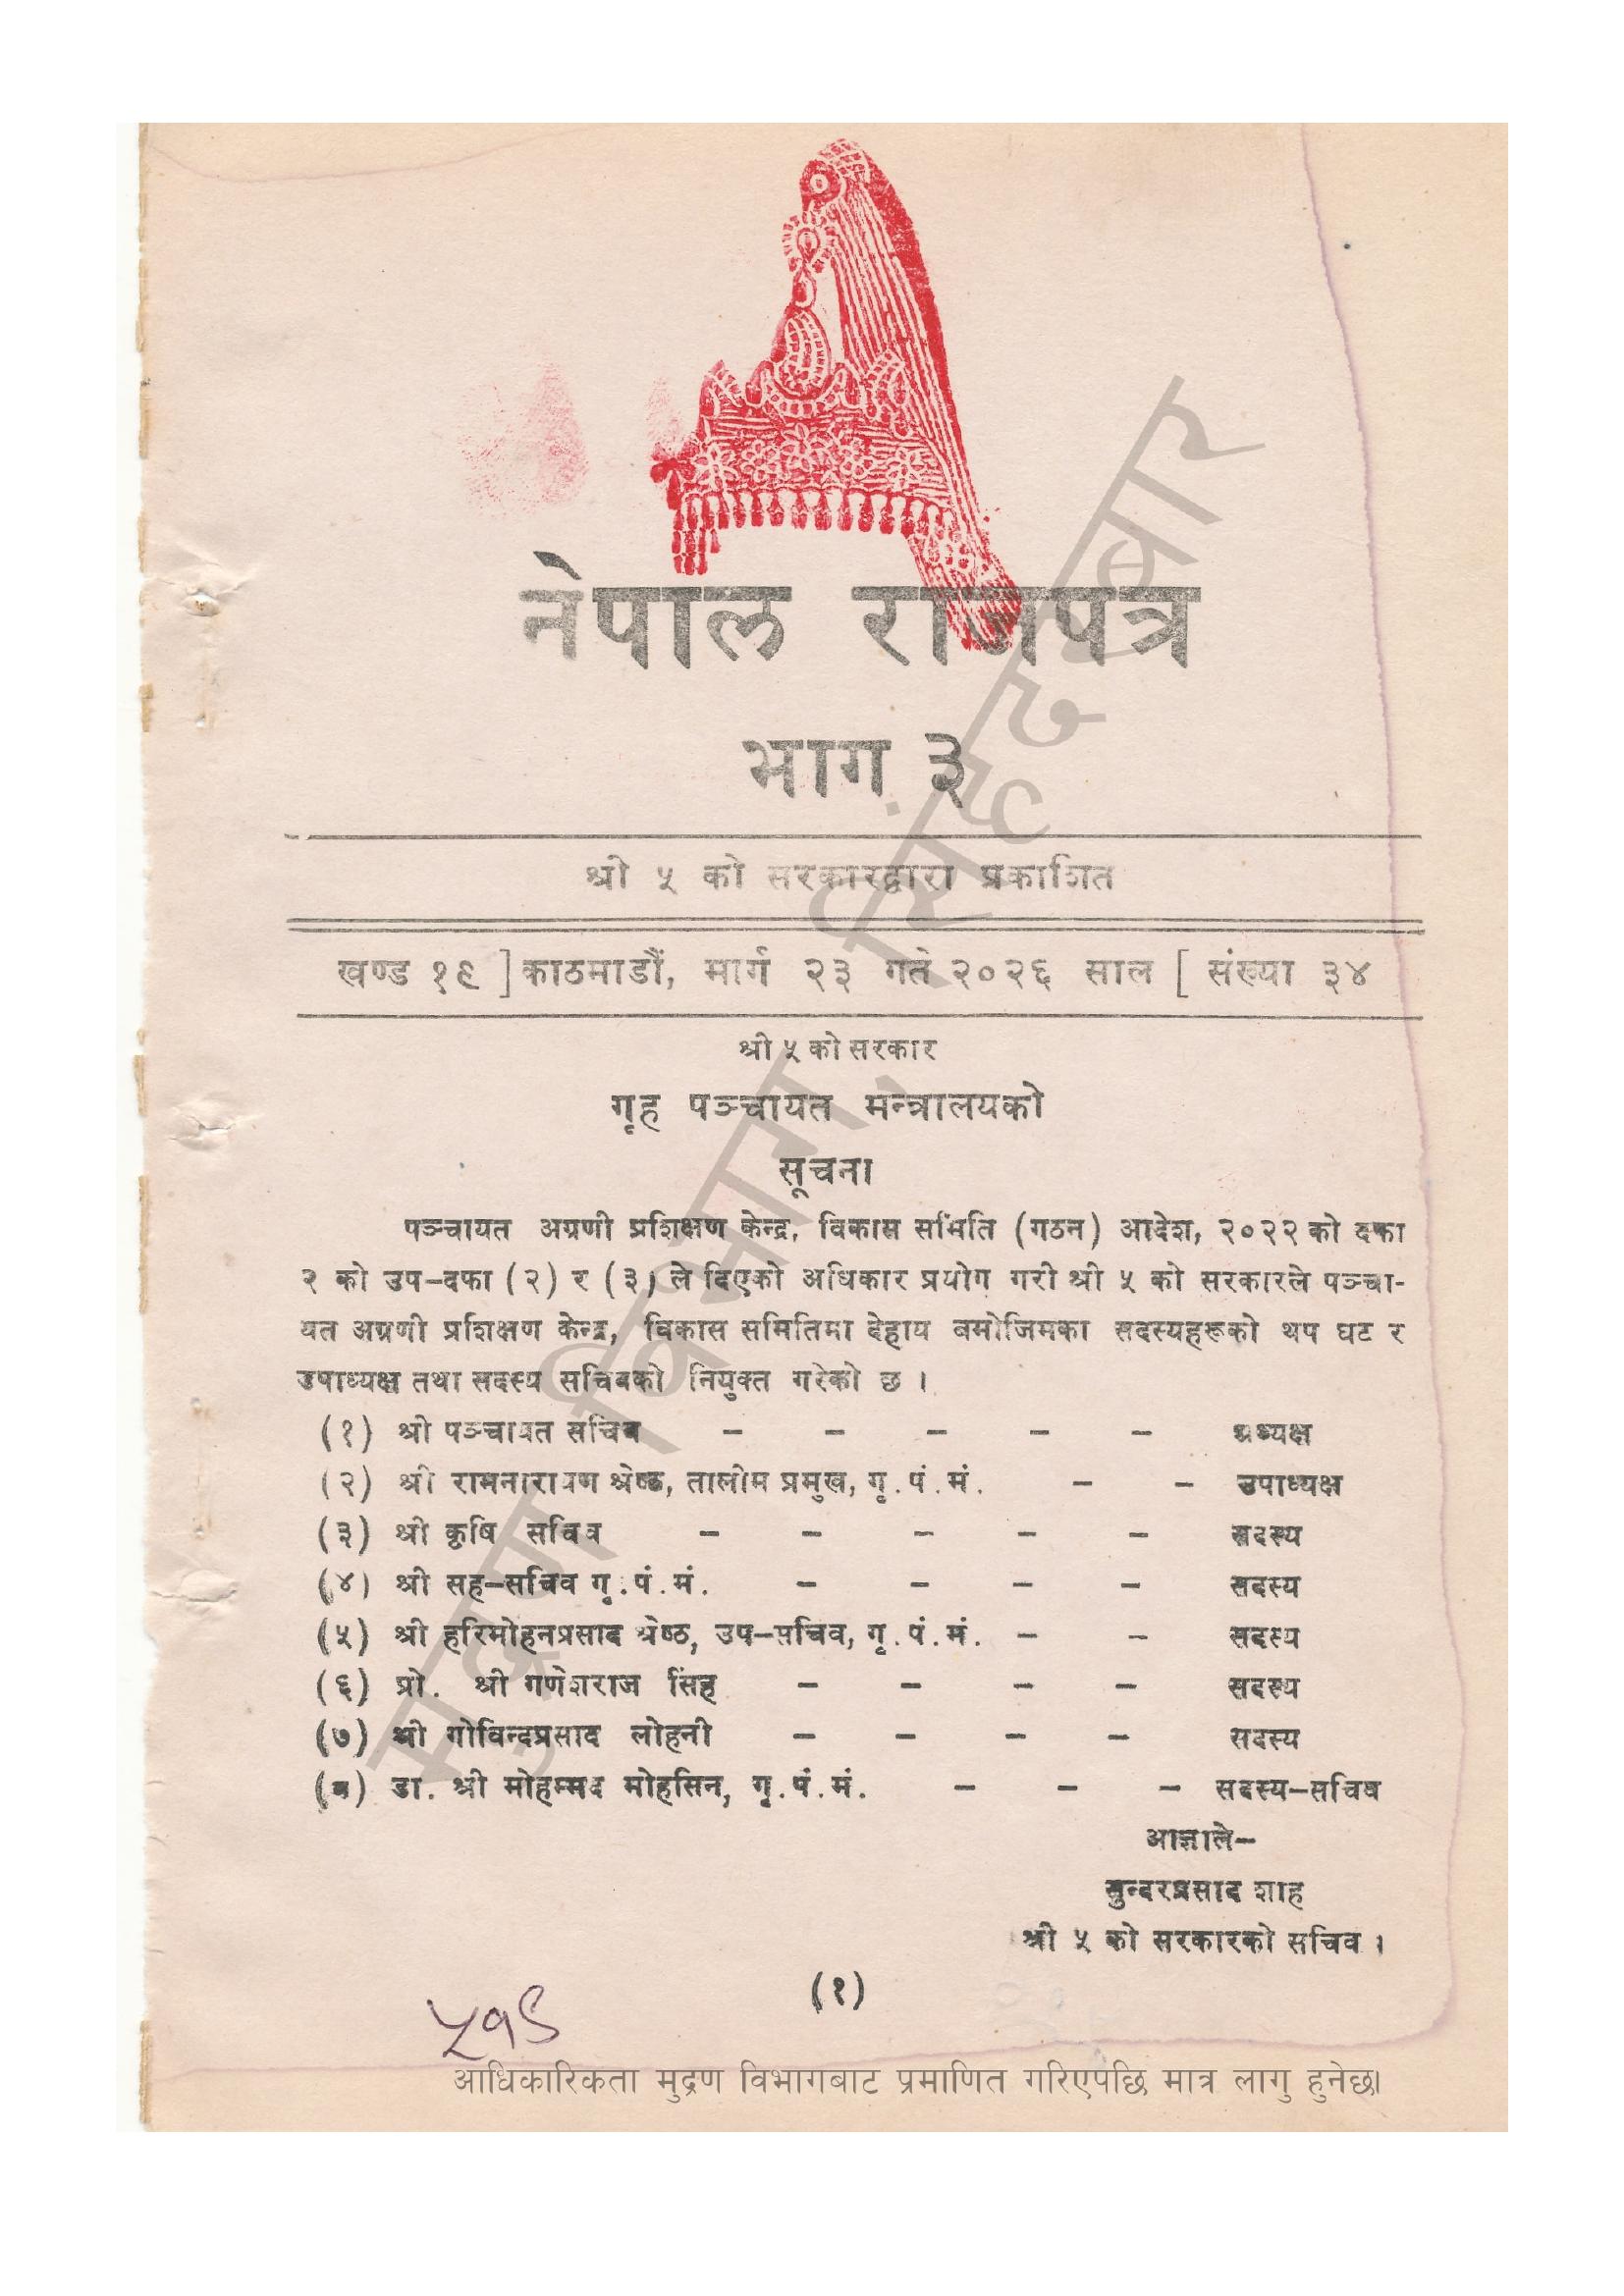 नेपाल राजपत्र
भाग ३
श्री ५ को सरकारद्वारा प्रकाशित
खण्ड १९ ] काठमाडौं, मार्ग २३ गते २०२६ साल [ संख्या ३४
श्री ५ को सरकार
गृह पञ्चायत मन्त्रालयको
सूचना
पञ्चायत अग्रणी प्रशिक्षण केन्द्र, विकास समिति (गठन) आदेश, २०२२ को दफा
२ को उप-दफा (२) र (३) ले दिएको अधिकार प्रयोग गरी श्री ५ को सरकारले पञ्चा-
यत अग्रणी प्रशिक्षण केन्द्र, विकास समितिमा देहाय बमोजिमका सदस्यहरूको थप घट र
उपाध्यक्ष तथा सदस्य सचिवको नियुक्त गरेको छ ।
(१) श्री पञ्चायत सचिव - - - - - अध्यक्ष
(२) श्री रामनारायण श्रेष्ठ, तालीम प्रमुख, गृ. पं. मं. - - उपाध्यक्ष
(३) श्री कृषि सचिव - - - - - सदस्य
(४) श्री सह-सचिव गृ. पं. मं. - - - - सदस्य
(५) श्री हरिमोहनप्रसाद श्रेष्ठ, उप-सचिव, गृ. पं. मं. - - सदस्य
(६) प्रो. श्री गणेशराज सिंह - - - - सदस्य
(७) श्री गोविन्दप्रसाद लोहनी - - - - सदस्य
(८) डा. श्री मोहम्मद मोहसिन, गृ. पं. मं. - - - सदस्य-सचिव
आज्ञाले-
सुन्दरप्रसाद शाह
श्री ५ को सरकारको सचिव ।
(१)
५१९
आधिकारिकता मुद्रण विभागबाट प्रमाणित गरिएपछि मात्र लागु हुनेछ।
मुद्रण विभाग, सिंहदरबार